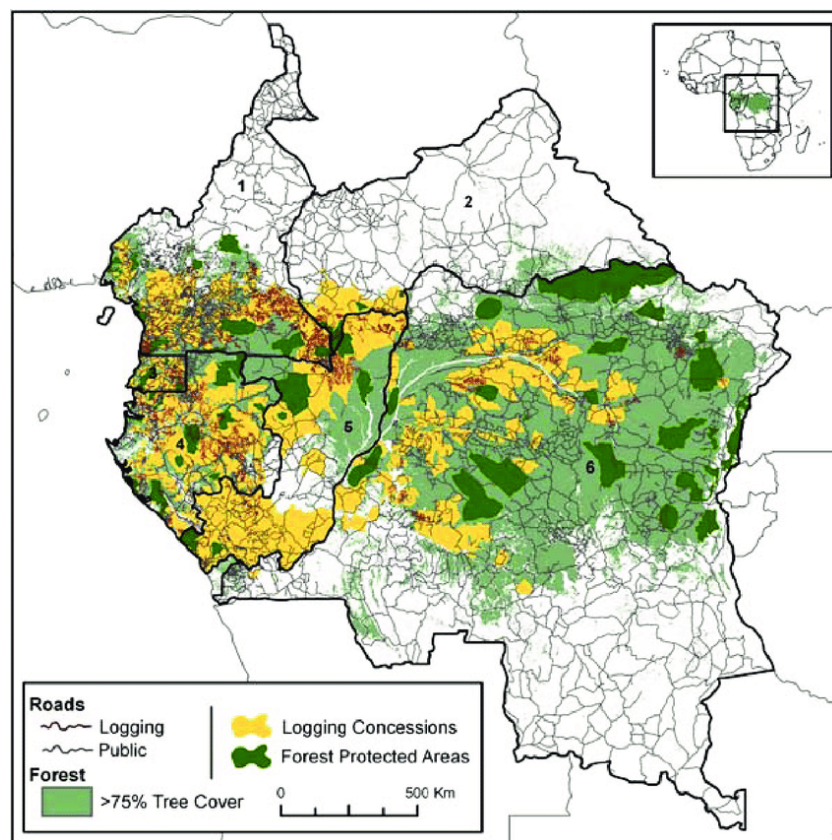 1
2
3
4
5
6
Roads
Logging
Public
Forest
>75% Tree Cover
Logging Concessions
Forest Protected Areas
0 500 Km